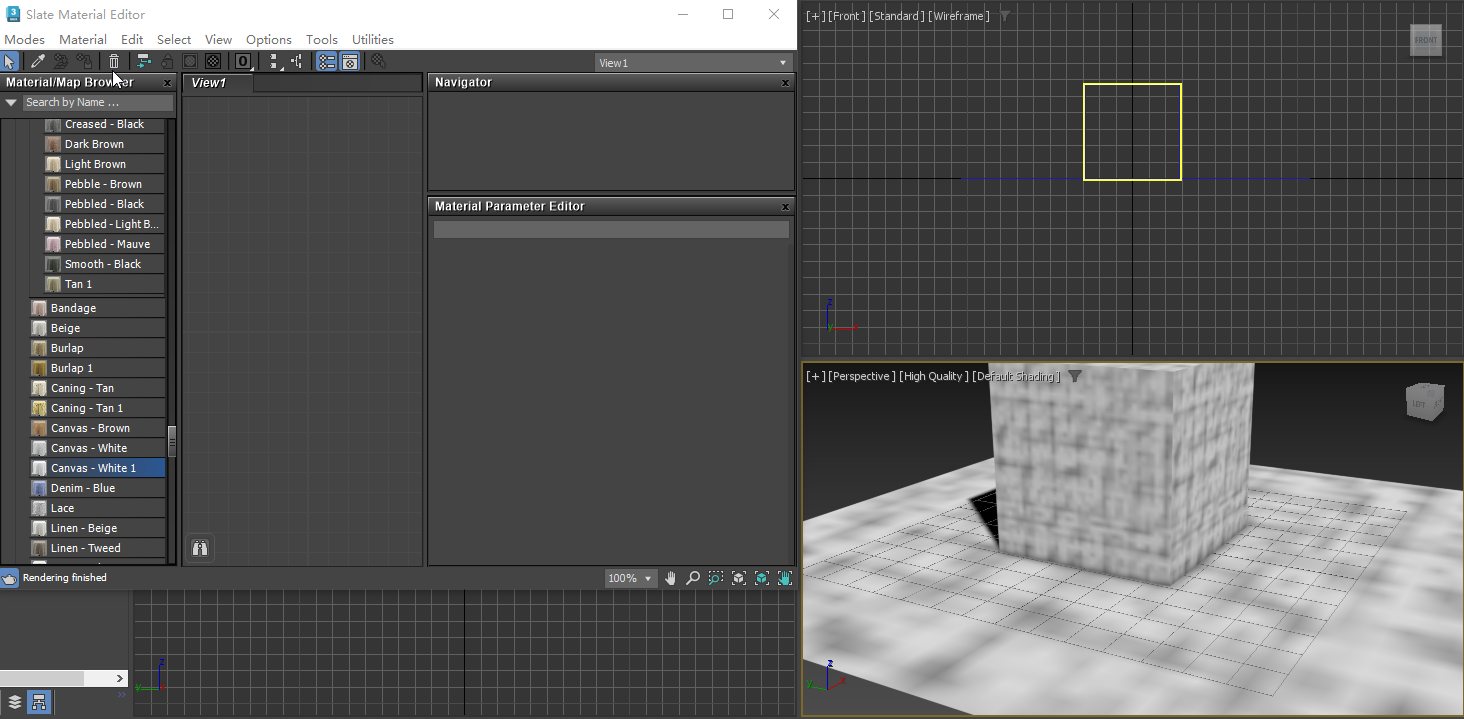 Slate Material Editor
Modes Material Edit Select View Options Tools Utilities
View1
Material/Map Browser
Search by Name ...
Creased - Black
Dark Brown
Light Brown
Pebble - Brown
Pebbled - Black
Pebbled - Light B...
Pebbled - Mauve
Smooth - Black
Tan 1
Bandage
Beige
Burlap
Burlap 1
Caning - Tan
Caning - Tan 1
Canvas - Brown
Canvas - White
Canvas - White 1
Denim - Blue
Lace
Linen - Beige
Linen - Tweed
View1
Navigator
Material Parameter Editor
Rendering finished
100%
[+] [Front ] [Standard ] [Wireframe ]
FRONT
z
y
x
[+] [Perspective ] [High Quality ] [Default Shading ]
LEFT
z
y
x
z
y